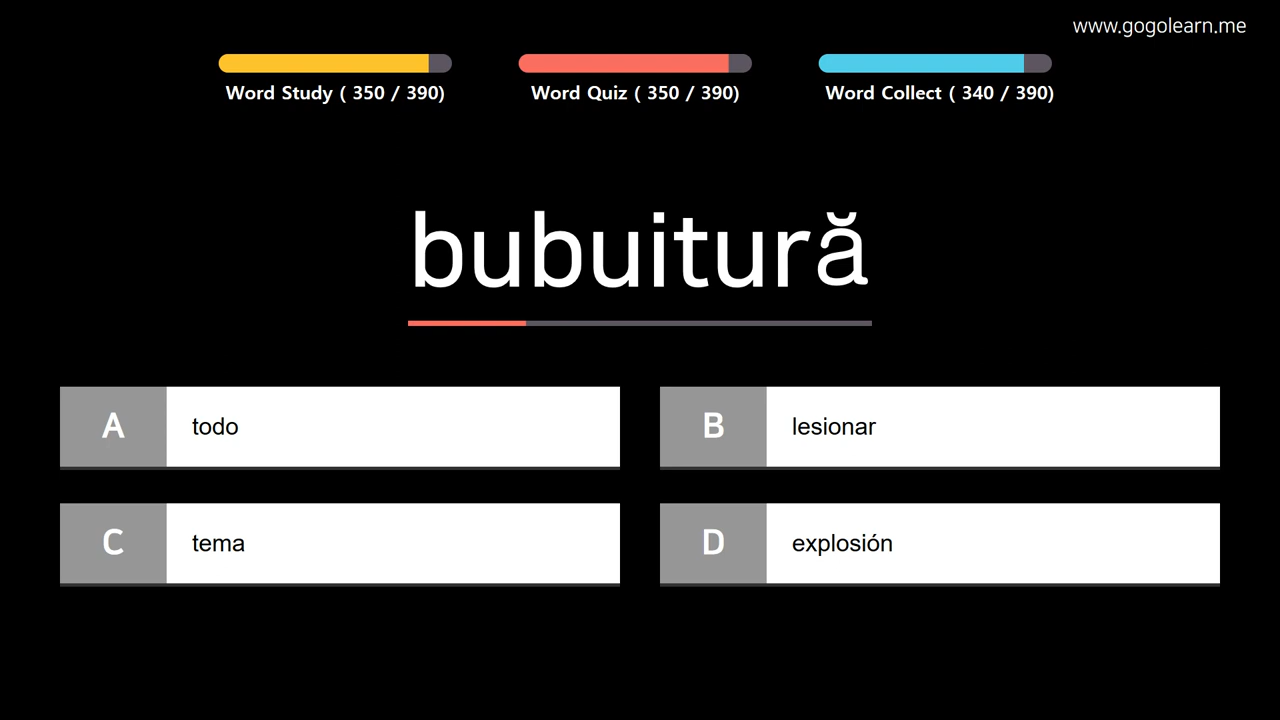 www.gogolearn.me
Word Study ( 350 / 390)
Word Quiz ( 350 / 390)
Word Collect ( 340 / 390)
bubuitură
A
todo
B
lesionar
C
tema
D
explosión